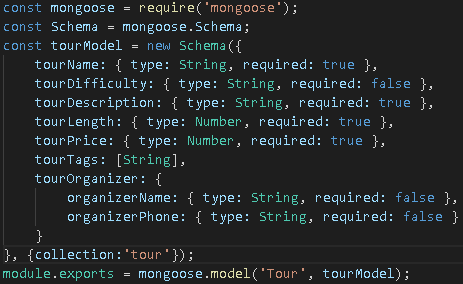 const mongoose = require('mongoose');
const Schema = mongoose.Schema;
const tourModel = new Schema({
    tourName: { type: String, required: true },
    tourDifficulty: { type: String, required: false },
    tourDescription: { type: String, required: true },
    tourLength: { type: Number, required: true },
    tourPrice: { type: Number, required: true },
    tourTags: [String],
    tourOrganizer: {
        organizerName: { type: String, required: false },
        organizerPhone: { type: String, required: false }
    }
}, {collection:'tour'});
module.exports = mongoose.model('Tour', tourModel);